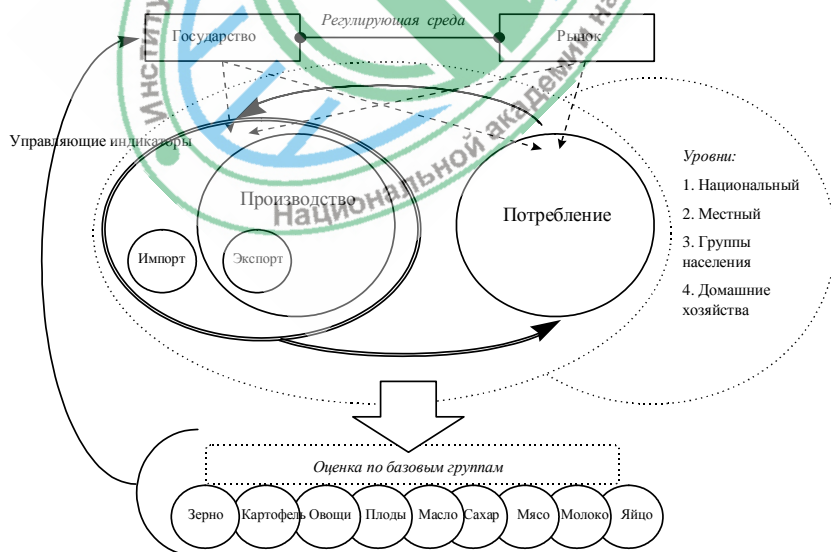 Регулирующая среда
Государство
Рынок
Институ
Национальной академии на
Управляющие индикаторы
Производство
Потребление
Импорт
Экспорт
Уровни:
1. Национальный
2. Местный
3. Группы
населения
4. Домашние
хозяйства
Оценка по базовым группам
Зерно
Картофель
Овощи
Плоды
Масло
Сахар
Мясо
Молоко
Яйцо